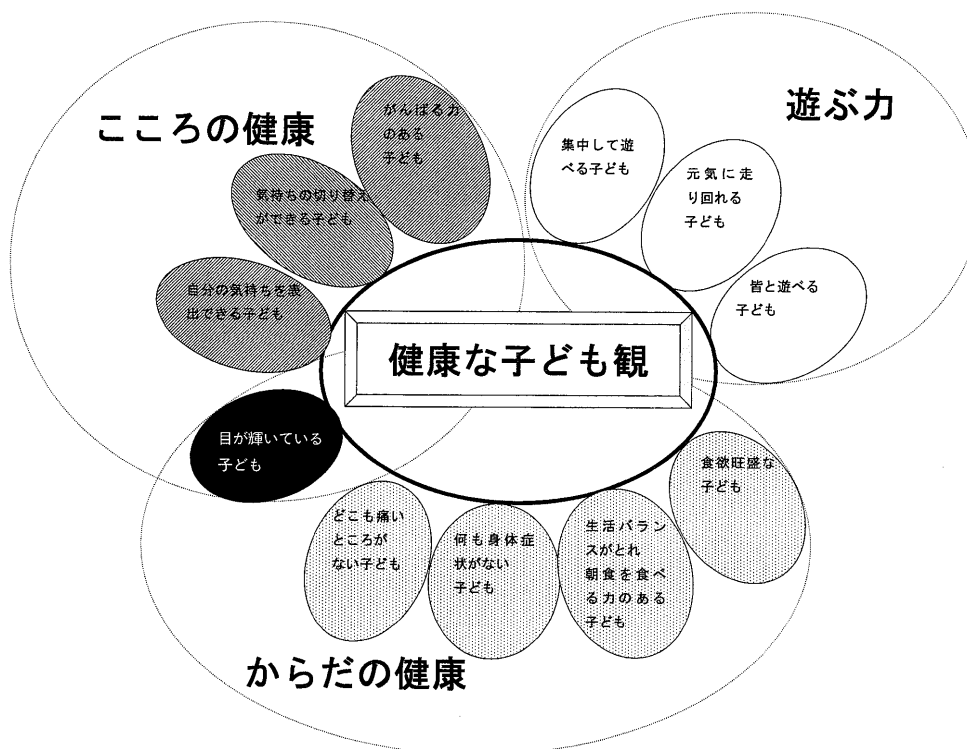 こころの健康
がんばる力
のある
子ども
気持ちの切り替え
ができる子ども
自分の気持ちを表
出できる子ども
遊ぶ力
集中して遊
べる子ども
元気に走
り回れる
子ども
皆と遊べる
子ども
健康な子ども観
目が輝いている
子ども
どこも痛い
ところが
ない子ども
何も身体症
状がない
子ども
生活バラン
スがとれ
朝食を食べ
る力のある
子ども
食欲旺盛な
子ども
からだの健康